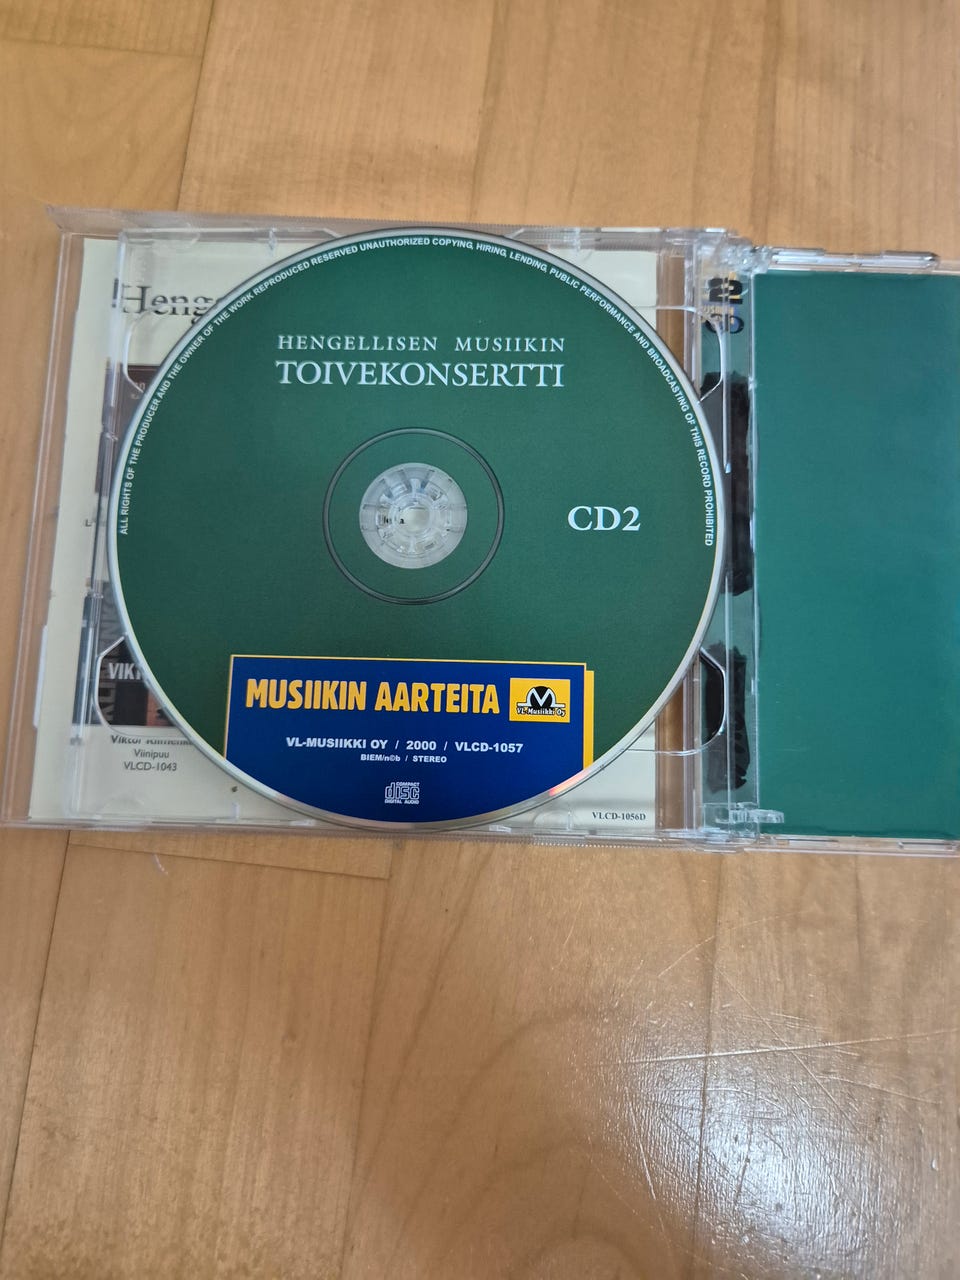 ALL RIGHTS OF THE PRODUCER AND THE OWNER OF THE WORK REPRODUCED RESERVED UNAUTHORIZED COPYING, HIRING, LENDING, PUBLIC PERFORMANCE AND BROADCASTING OF THIS RECORD PROHIBITED
HENGELLISEN MUSIIKIN
TOIVEKONSERTTI
CD2
MUSIIKIN AARTEITA
VL-Musiikki Oy
VL-MUSIIKKI OY / 2000 / VLCD-1057
BIEM/n©b / STEREO
COMPACT
disc
DIGITAL AUDIO
Viinipuu
VLCD-1043
VLCD-1056D